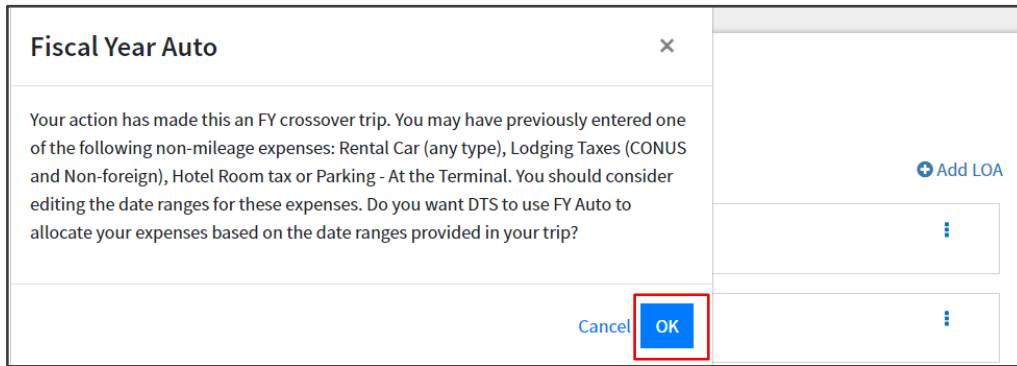 Fiscal Year Auto
×
Your action has made this an FY crossover trip. You may have previously entered one
of the following non-mileage expenses: Rental Car (any type), Lodging Taxes (CONUS
and Non-foreign), Hotel Room tax or Parking - At the Terminal. You should consider
editing the date ranges for these expenses. Do you want DTS to use FY Auto to
allocate your expenses based on the date ranges provided in your trip?
Add LOA
Cancel OK